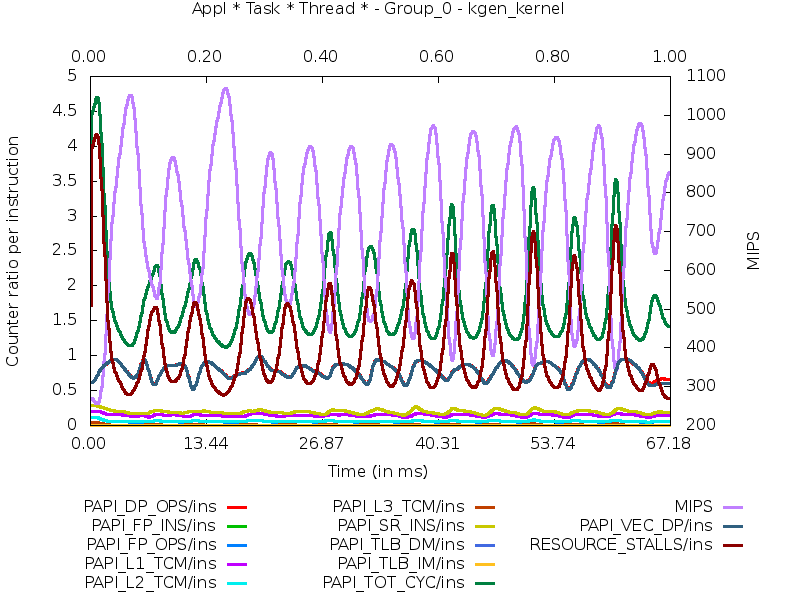 Appl * Task * Thread * - Group_0 - kgen_kernel
0.00 0.20 0.40 0.60 0.80 1.00
5 1100
4.5 1000
4 900
3.5 800
3 700
2.5 600
2 500
1.5 400
1 300
0.5 200
0
Counter ratio per instruction
MIPS
0.00 13.44 26.87 40.31 53.74 67.18
Time (in ms)
PAPI_DP_OPS/ins PAPI_L3_TCM/ins MIPS
PAPI_FP_INS/ins PAPI_SR_INS/ins PAPI_VEC_DP/ins
PAPI_FP_OPS/ins PAPI_TLB_DM/ins RESOURCE_STALLS/ins
PAPI_L1_TCM/ins PAPI_TLB_IM/ins
PAPI_L2_TCM/ins PAPI_TOT_CYC/ins